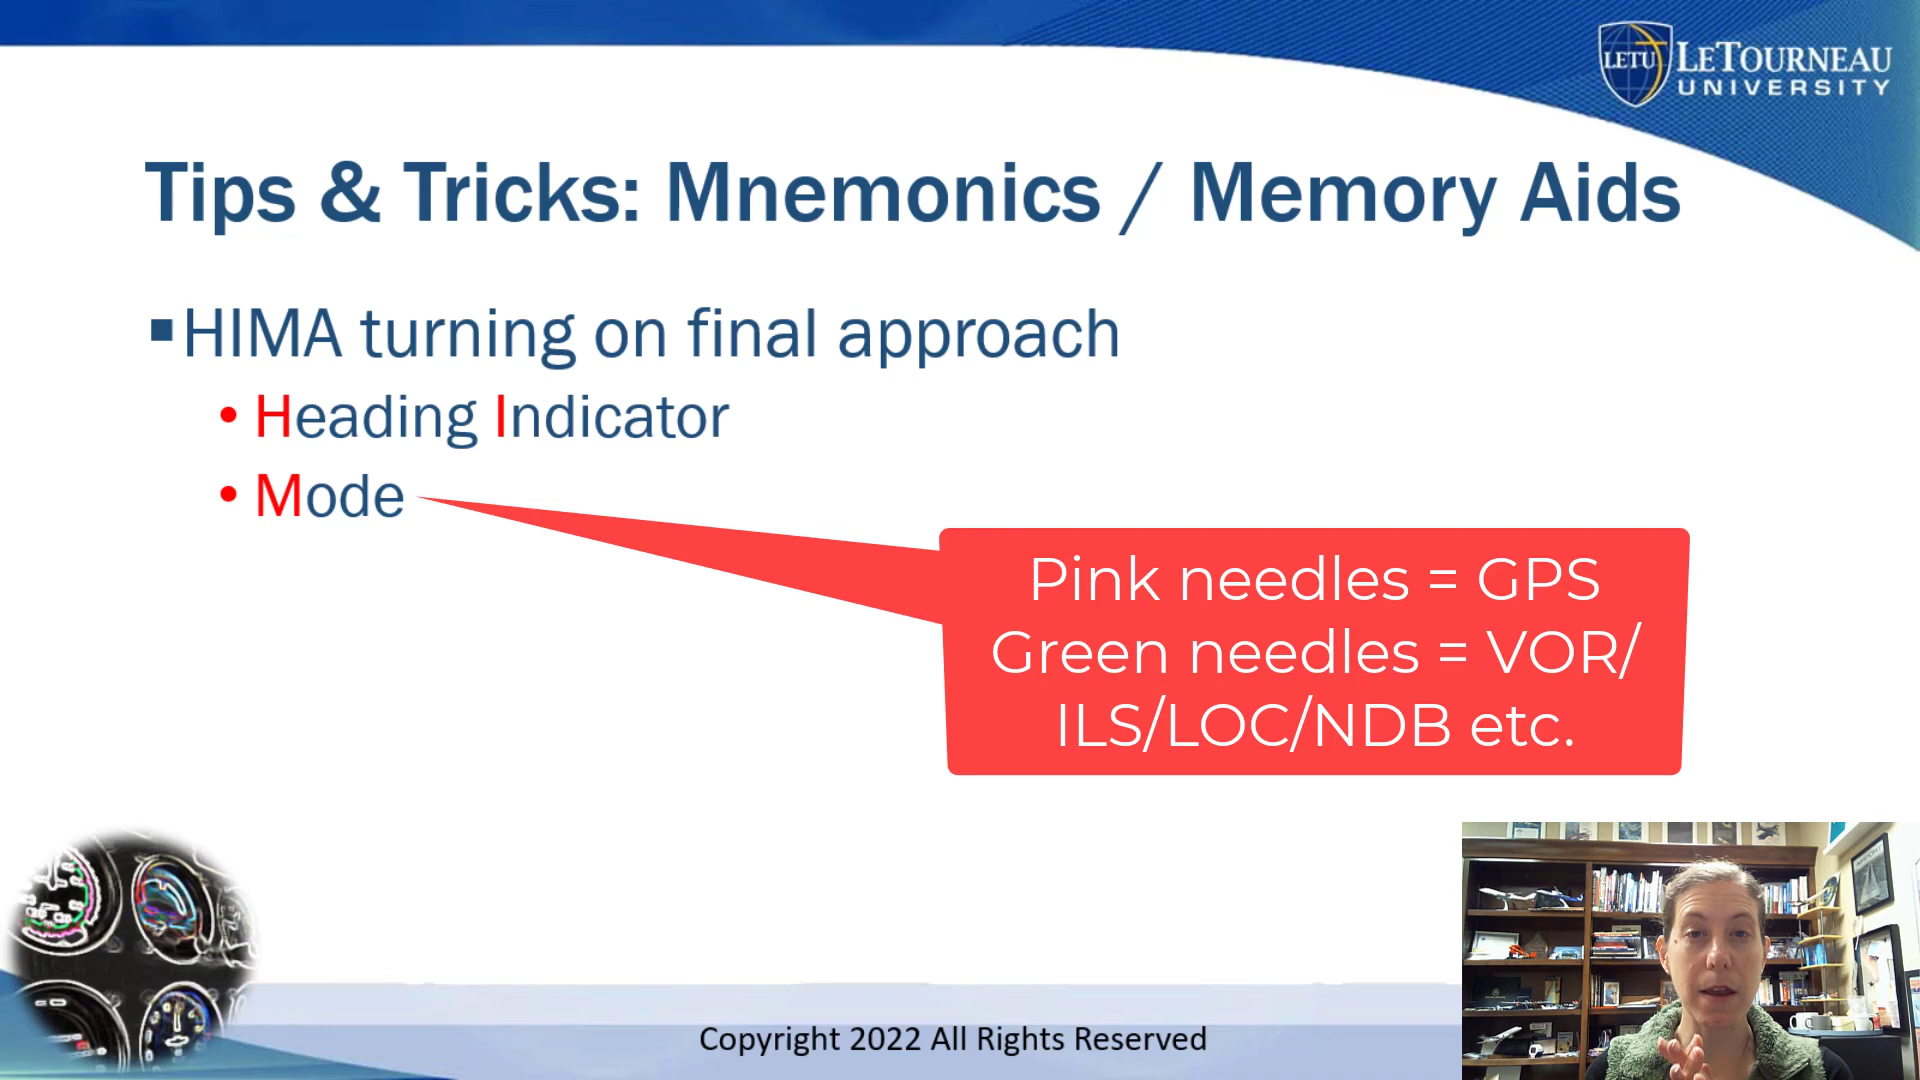 LETU
LETOURNEAU
UNIVERSITY
Tips & Tricks: Mnemonics / Memory Aids
▪HIMA turning on final approach
• Heading Indicator
• Mode
Pink needles = GPS
Green needles = VOR/
ILS/LOC/NDB etc.
Copyright 2022 All Rights Reserved